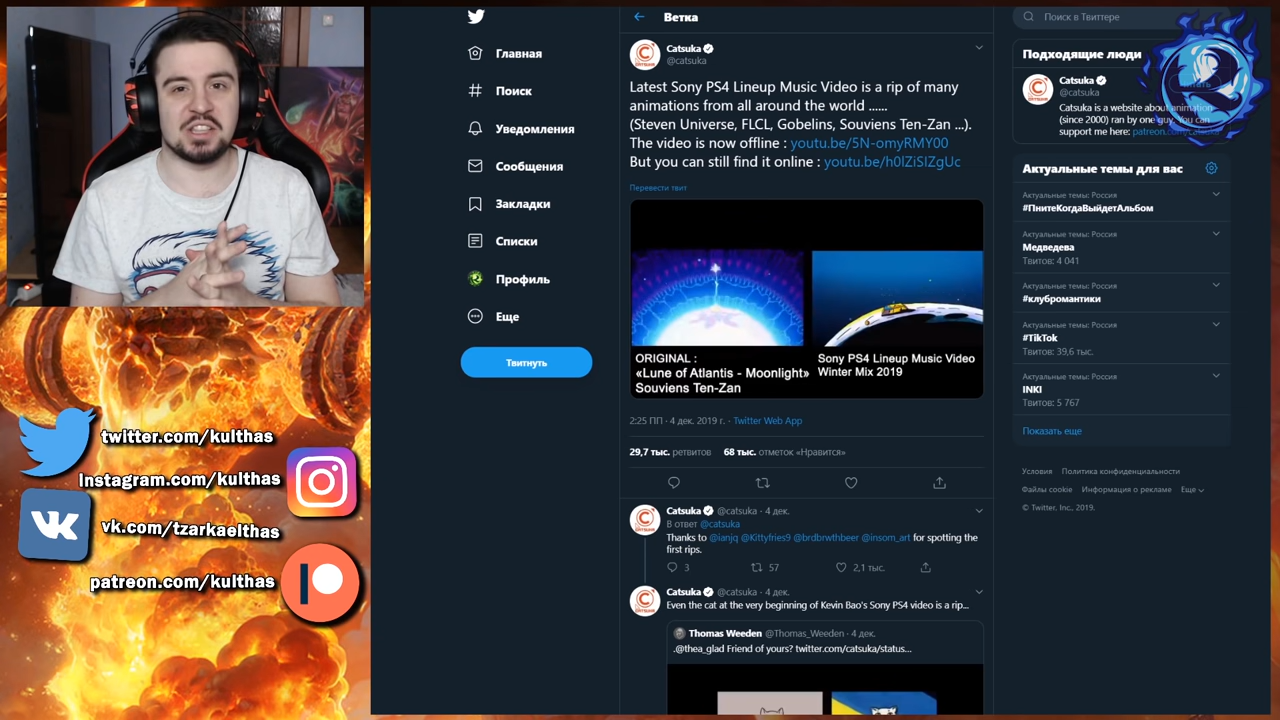 twitter.com/kulthas
Instagram.com/kulthas
vk.com/tzarkaelthas
patreon.com/kulthas
Главная
Поиск
Уведомления
Сообщения
Закладки
Списки
Профиль
Еще
Твитнуть
Ветка
Catsuka
@catsuka
Latest Sony PS4 Lineup Music Video is a rip of many
animations from all around the world ......
(Steven Universe, FLCL, Gobelins, Souviens Ten-Zan ...).
The video is now offline : youtu.be/5N-omyRMY00
But you can still find it online : youtu.be/h0lZiSIZgUc
Перевести твит
ORIGINAL :
«Lune of Atlantis - Moonlight»
Souviens Ten-Zan
Sony PS4 Lineup Music Video
Winter Mix 2019
2:25 ПП · 4 дек. 2019 г. · Twitter Web App
29,7 тыс. ретвитов 68 тыс. отметок «Нравится»
Catsuka @catsuka · 4 дек.
В ответ @catsuka
Thanks to @ianjq @Kittyfries9 @brdbrwthbeer @insom_art for spotting the
first rips.
3 57 2,1 тыс.
Catsuka @catsuka · 4 дек.
Even the cat at the very beginning of Kevin Bao's Sony PS4 video is a rip...
Thomas Weeden @Thomas_Weeden · 4 дек.
.@thea_glad Friend of yours? twitter.com/catsuka/status...
Поиск в Твиттере
Подходящие люди
Catsuka
@catsuka
Catsuka is a website about animation
(since 2000) ran by one guy. You can
support me here: patreon.com/catsuka
Актуальные темы для вас
Актуальные темы: Россия
#ПнитеКогдаВыйдетАльбом
Актуальные темы: Россия
Медведева
Твитов: 4 041
Актуальные темы: Россия
#клубромантики
Актуальные темы: Россия
#TikTok
Твитов: 39,6 тыс.
Актуальные темы: Россия
INKI
Твитов: 5 767
Показать еще
Условия Политика конфиденциальности
Файлы cookie Информация о рекламе Еще
© Twitter, Inc., 2019.